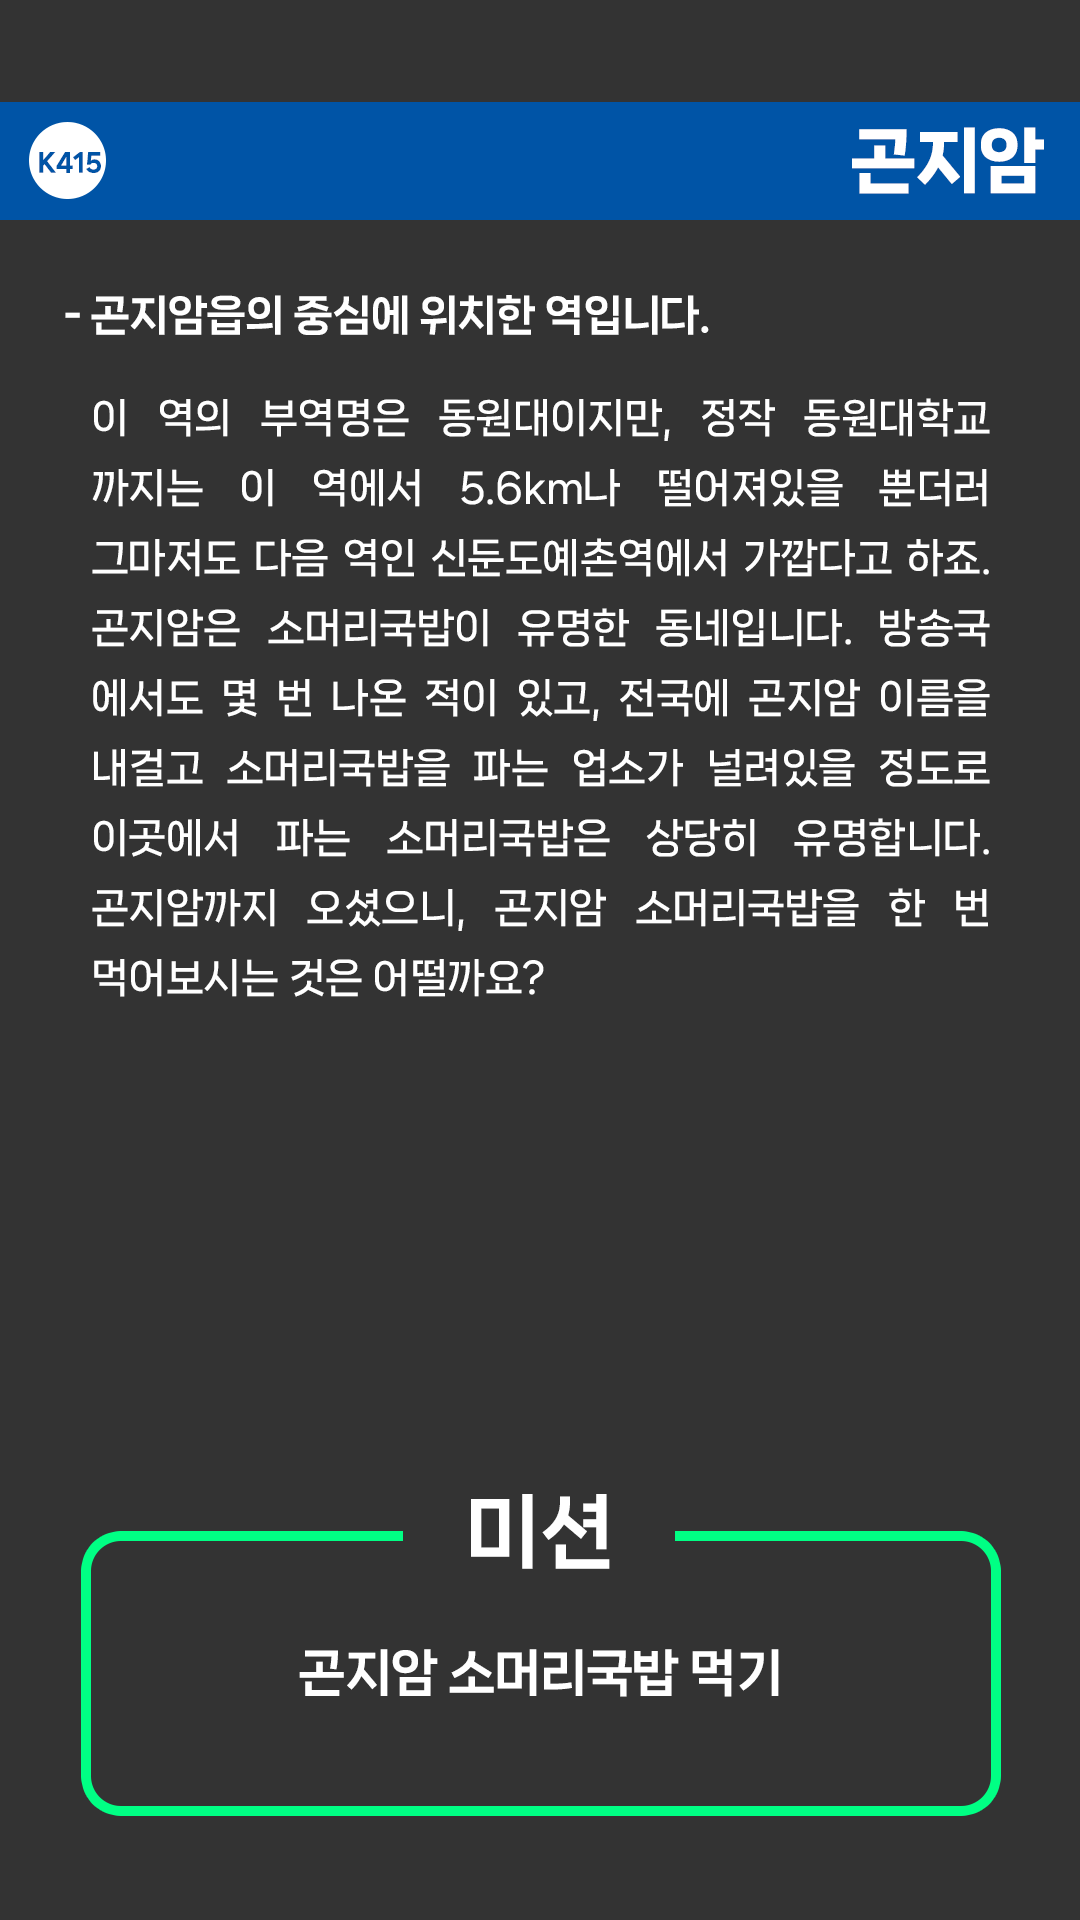 K415
곤지암
- 곤지암읍의 중심에 위치한 역입니다.
이 역의 부역명은 동원대이지만, 정작 동원대학교
까지는 이 역에서 5.6km나 떨어져있을 뿐더러
그마저도 다음 역인 신둔도예촌역에서 가깝다고 하죠.
곤지암은 소머리국밥이 유명한 동네입니다. 방송국
에서도 몇 번 나온 적이 있고, 전국에 곤지암 이름을
내걸고 소머리국밥을 파는 업소가 널려있을 정도로
이곳에서 파는 소머리국밥은 상당히 유명합니다.
곤지암까지 오셨으니, 곤지암 소머리국밥을 한 번
먹어보시는 것은 어떨까요?
미션
곤지암 소머리국밥 먹기